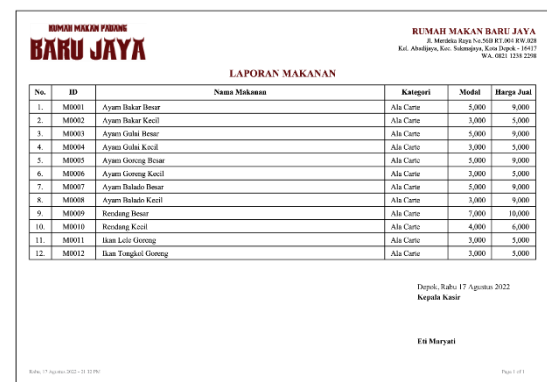 RUMAH MAKAN PADANG
BARU JAYA
RUMAH MAKAN BARU JAYA
Jl. Merdeka Raya No.56B RT.004 RW.028
Kel. Abadijaya, Kec. Sukmajaya, Kota Depok - 16417
WA. 0821 1238 2298
LAPORAN MAKANAN
No. ID Nama Makanan Kategori Modal Harga Jual
1. M0001 Ayam Bakar Besar Ala Carte 5,000 9,000
2. M0002 Ayam Bakar Kecil Ala Carte 3,000 5,000
3. M0003 Ayam Gulai Besar Ala Carte 5,000 9,000
4. M0004 Ayam Gulai Kecil Ala Carte 3,000 5,000
5. M0005 Ayam Goreng Besar Ala Carte 5,000 9,000
6. M0006 Ayam Goreng Kecil Ala Carte 3,000 5,000
7. M0007 Ayam Balado Besar Ala Carte 5,000 9,000
8. M0008 Ayam Balado Kecil Ala Carte 3,000 9,000
9. M0009 Rendang Besar Ala Carte 7,000 10,000
10. M0010 Rendang Kecil Ala Carte 4,000 6,000
11. M0011 Ikan Lele Goreng Ala Carte 3,000 5,000
12. M0012 Ikan Tongkol Goreng Ala Carte 3,000 5,000
Depok, Rabu 17 Agustus 2022
Kepala Kasir
Eti Maryati
Rabu, 17 Agustus 2022 -
Page 1 of 1